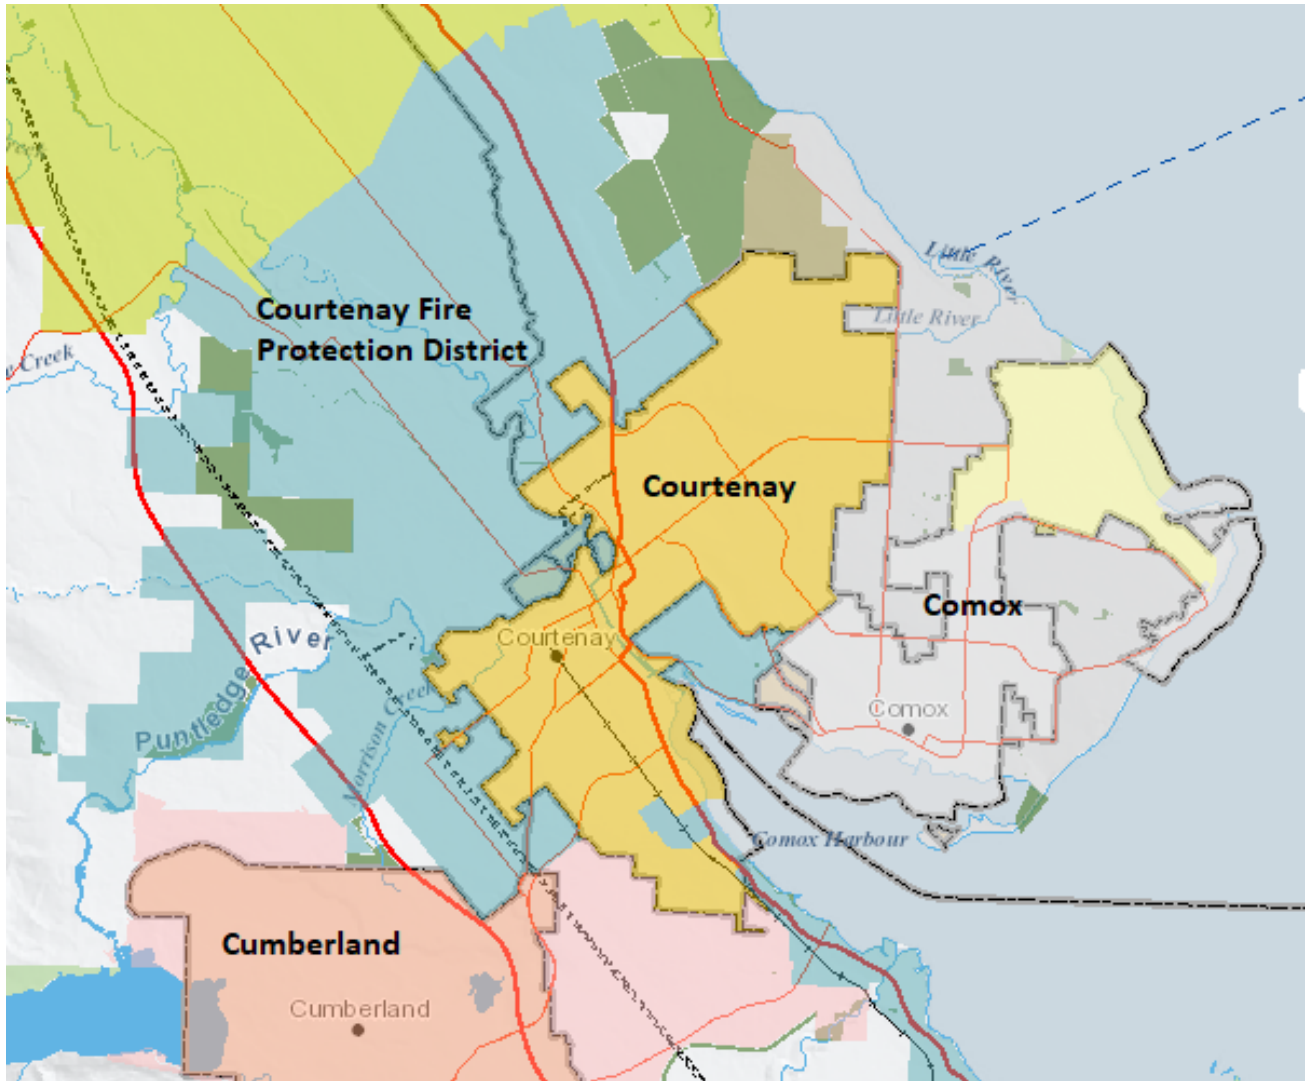 Creek
Little River
Courtenay Fire
Protection District
Little River
Creek
Courtenay
Comox
Courtenay
Puntledge River
Morrison Creek
Comox
Comox Harbour
Cumberland
Cumberland